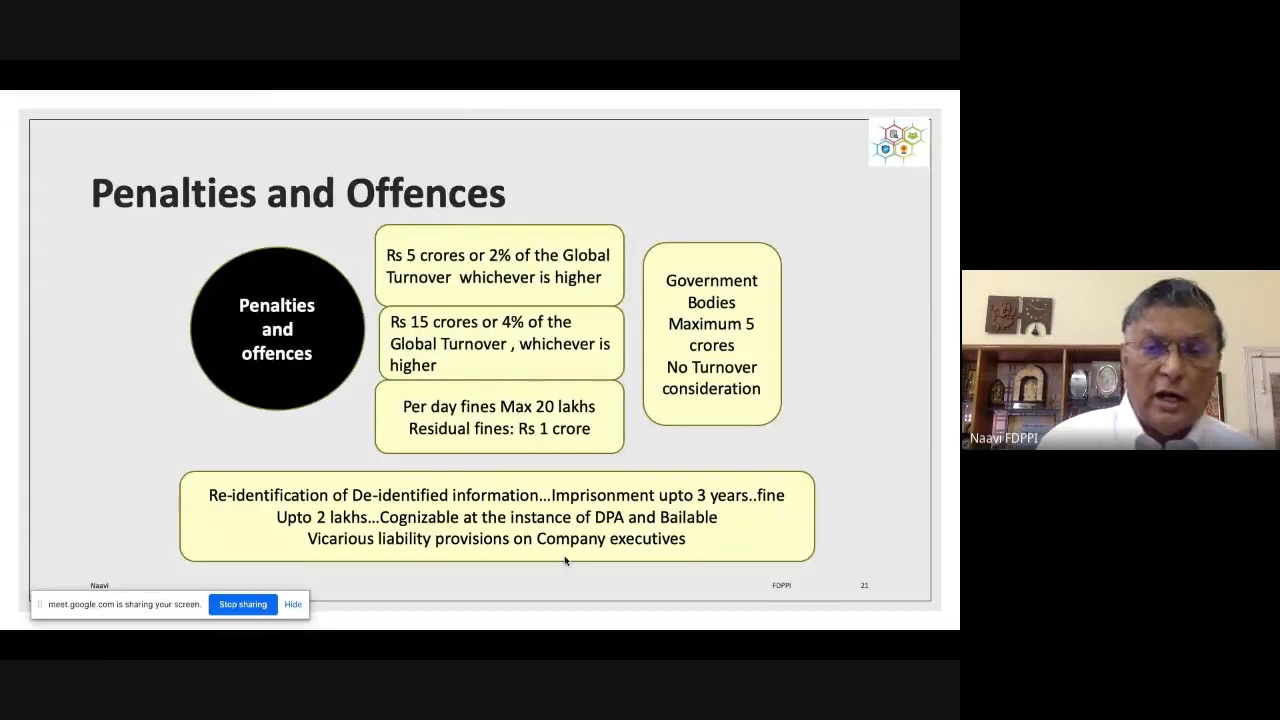 Penalties and Offences
Penalties
and
offences
Rs 5 crores or 2% of the Global
Turnover whichever is higher
Rs 15 crores or 4% of the
Global Turnover , whichever is
higher
Per day fines Max 20 lakhs
Residual fines: Rs 1 crore
Government
Bodies
Maximum 5
crores
No Turnover
consideration
Re-identification of De-identified information...Imprisonment upto 3 years..fine
Upto 2 lakhs...Cognizable at the instance of DPA and Bailable
Vicarious liability provisions on Company executives
Naavi
FDPPI
21
meet.google.com is sharing your screen.
Stop sharing
Hide
Naavi FDPPI